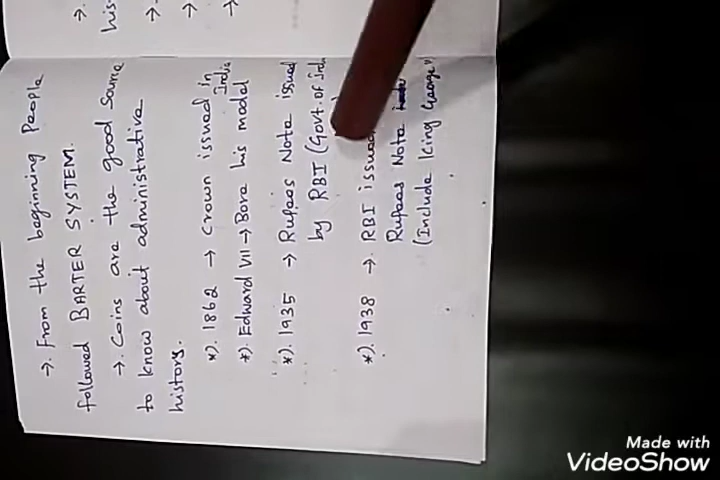 →. From the beginning People
followed BARTER SYSTEM.
→. Coins are the good source
to know about administrative
history.
*). 1862 → Crown issued in India
*). Edward VII → Bore his model
*). 1935 → Rupees Note issued
by RBI (Govt. of
*). 1938 →. RBI issued
Rupees Note
(Include King George
→.
his
→.
→
→
Made with
VideoShow